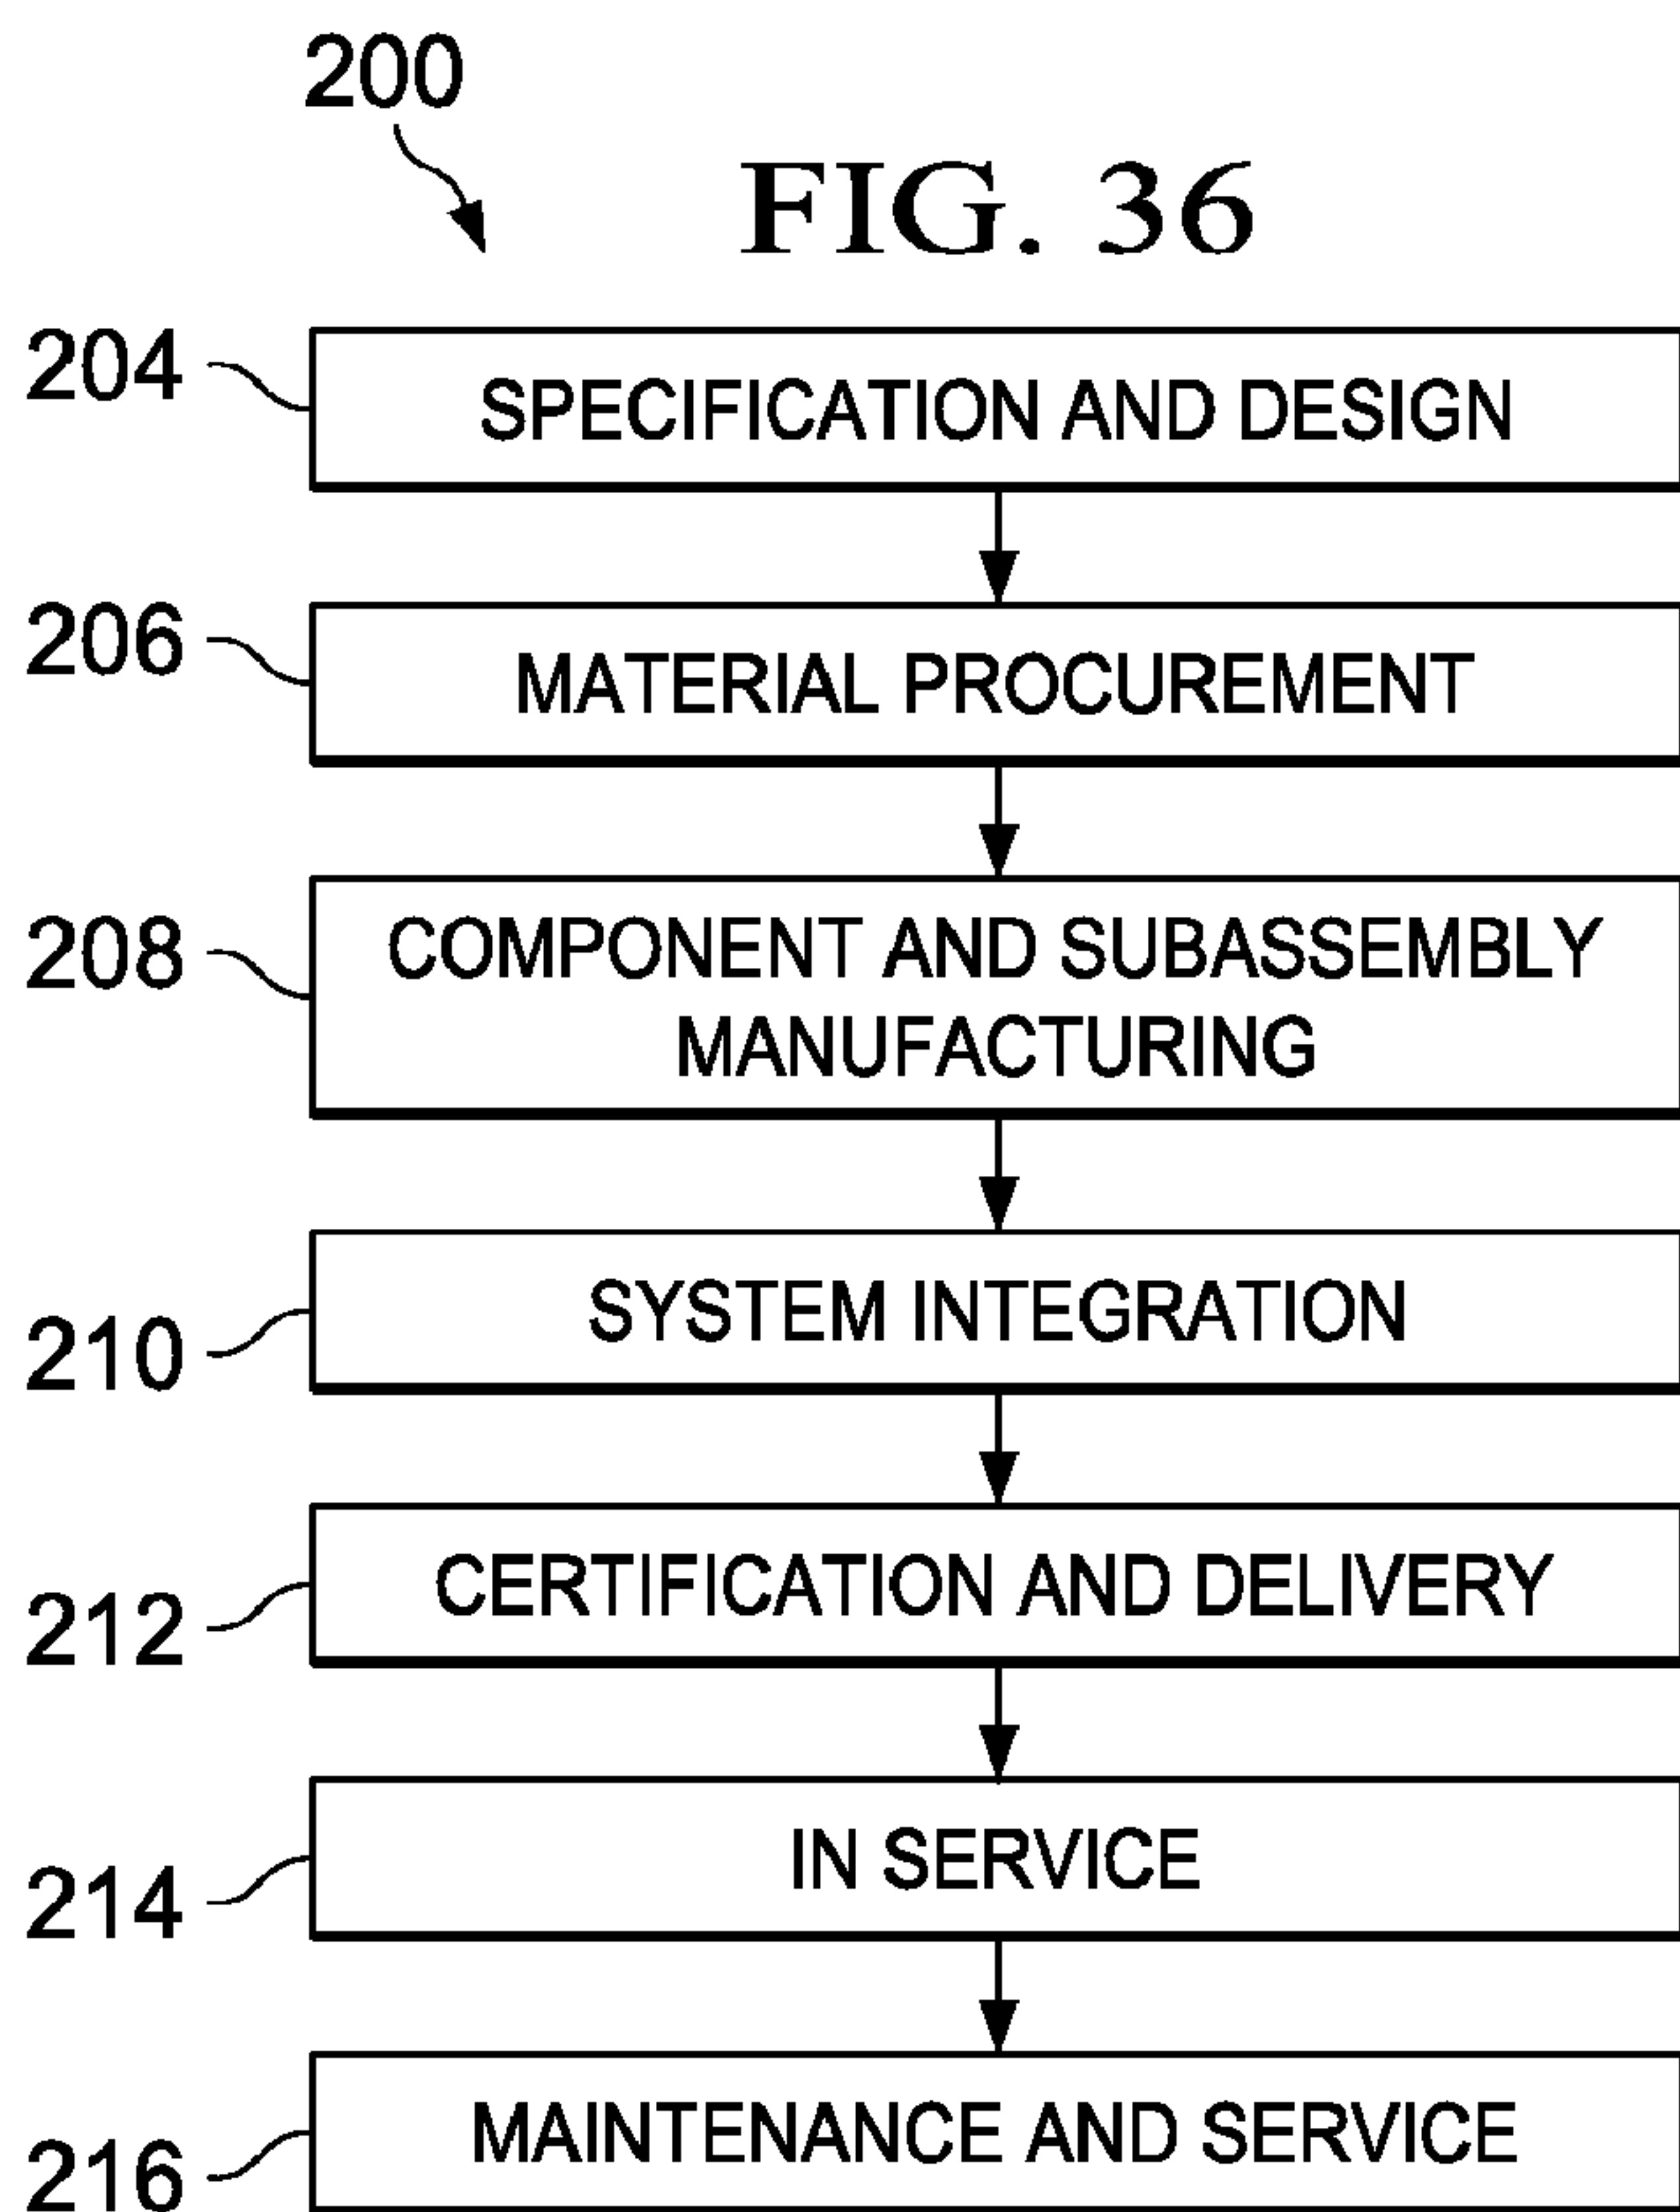 200
FIG. 36
204
SPECIFICATION AND DESIGN
206
MATERIAL PROCUREMENT
208
COMPONENT AND SUBASSEMBLY
MANUFACTURING
210
SYSTEM INTEGRATION
212
CERTIFICATION AND DELIVERY
214
IN SERVICE
216
MAINTENANCE AND SERVICE